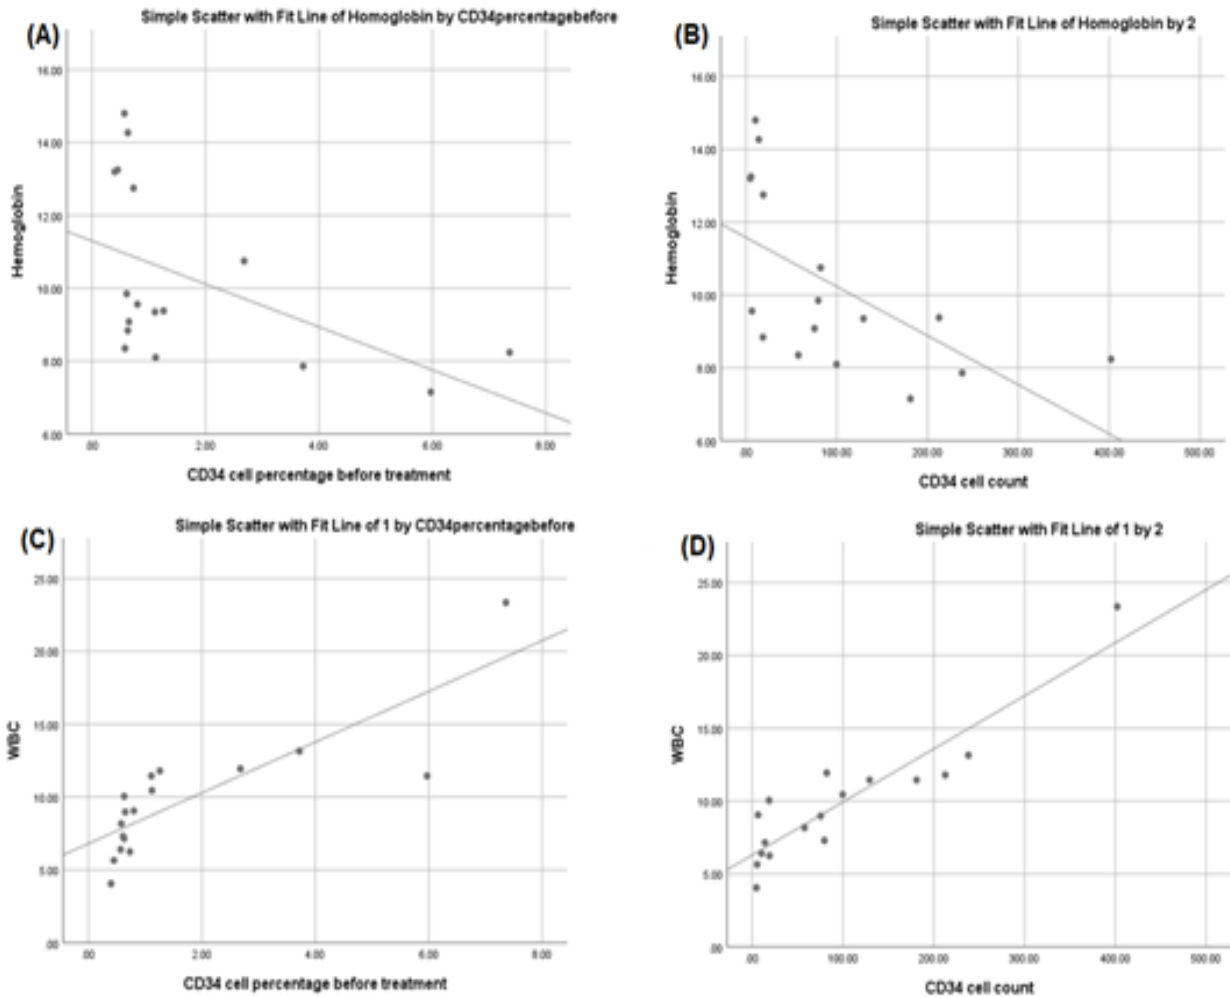 Simple Scatter with Fit Line of Homoglobin by CD34percentagebefore
(A)
16.00
14.00
12.00
10.00
8.00
6.00
Hemoglobin
.00 2.00 4.00 6.00 8.00
CD34 cell percentage before treatment
Simple Scatter with Fit Line of Homoglobin by 2
(B)
16.00
14.00
12.00
10.00
8.00
6.00
Hemoglobin
.00 100.00 200.00 300.00 400.00 500.00
CD34 cell count
Simple Scatter with Fit Line of 1 by CD34percentagebefore
(C)
25.00
20.00
15.00
10.00
5.00
.00
WBC
.00 2.00 4.00 6.00 8.00
CD34 cell percentage before treatment
Simple Scatter with Fit Line of 1 by 2
(D)
25.00
20.00
15.00
10.00
5.00
.00
WBC
.00 100.00 200.00 300.00 400.00 500.00
CD34 cell count